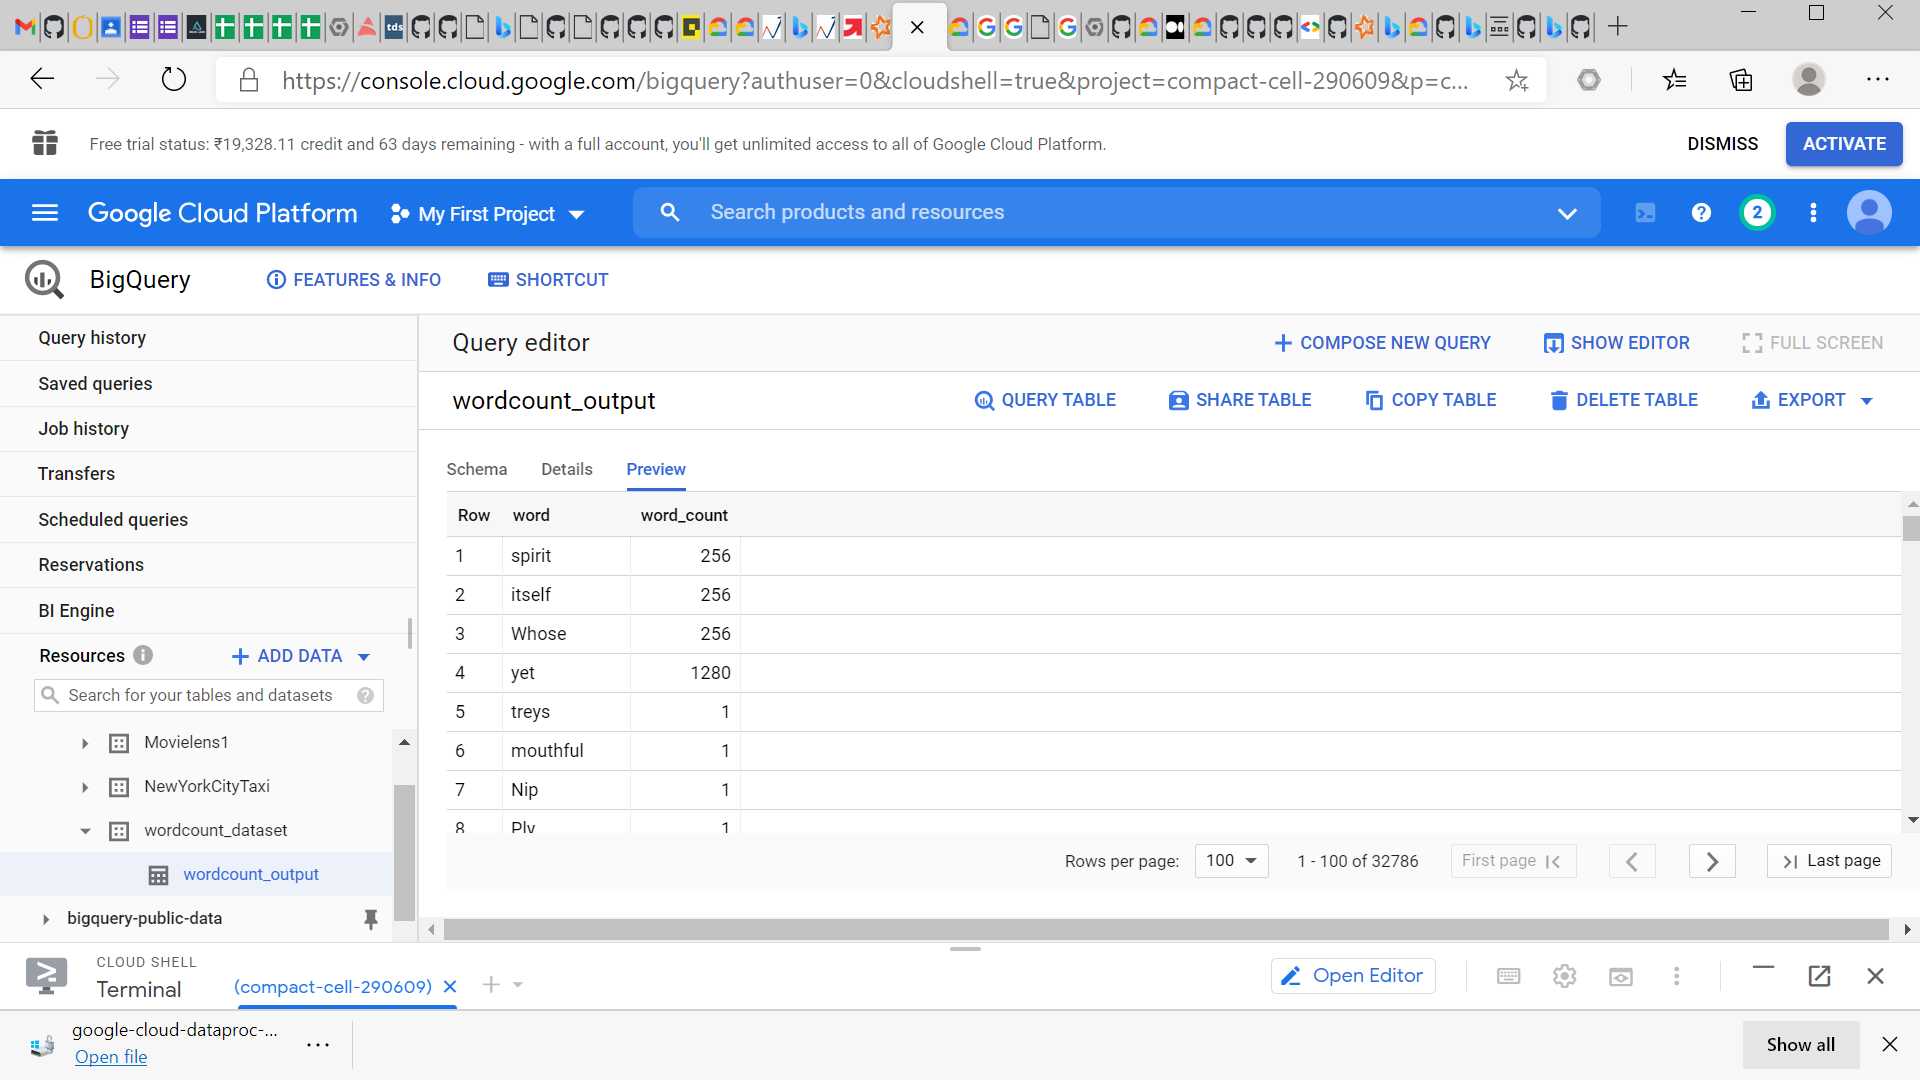 tds
https://console.cloud.google.com/bigquery?authuser=0&cloudshell=true&project=compact-cell-290609&p=c...
Free trial status: ₹19,328.11 credit and 63 days remaining - with a full account, you'll get unlimited access to all of Google Cloud Platform.
DISMISS
ACTIVATE
Google Cloud Platform
My First Project
Search products and resources
2
BigQuery
FEATURES & INFO
SHORTCUT
Query history
Saved queries
Job history
Transfers
Scheduled queries
Reservations
BI Engine
Resources
ADD DATA
Search for your tables and datasets
Movielens1
NewYorkCityTaxi
wordcount_dataset
wordcount_output
bigquery-public-data
Query editor
COMPOSE NEW QUERY
SHOW EDITOR
FULL SCREEN
wordcount_output
QUERY TABLE
SHARE TABLE
COPY TABLE
DELETE TABLE
EXPORT
Schema Details Preview
Row word word_count
1 spirit 256
2 itself 256
3 Whose 256
4 yet 1280
5 treys 1
6 mouthful 1
7 Nip 1
8 Ply 1
Rows per page: 100 1 - 100 of 32786 First page Last page
CLOUD SHELL
Terminal
(compact-cell-290609)
Open Editor
google-cloud-dataproc-...
Open file
Show all